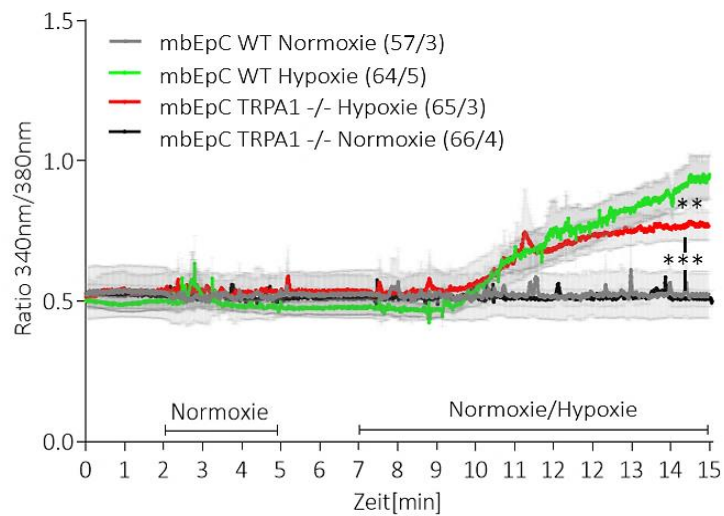 1.5
mbEpC WT Normoxie (57/3)
mbEpC WT Hypoxie (64/5)
mbEpC TRPA1 -/- Hypoxie (65/3)
mbEpC TRPA1 -/- Normoxie (66/4)
1.0
Ratio 340nm/380nm
**
***
0.5
Normoxie
Normoxie/Hypoxie
0.0
0 1 2 3 4 5 6 7 8 9 10 11 12 12 13 14 15
Zeit[min]